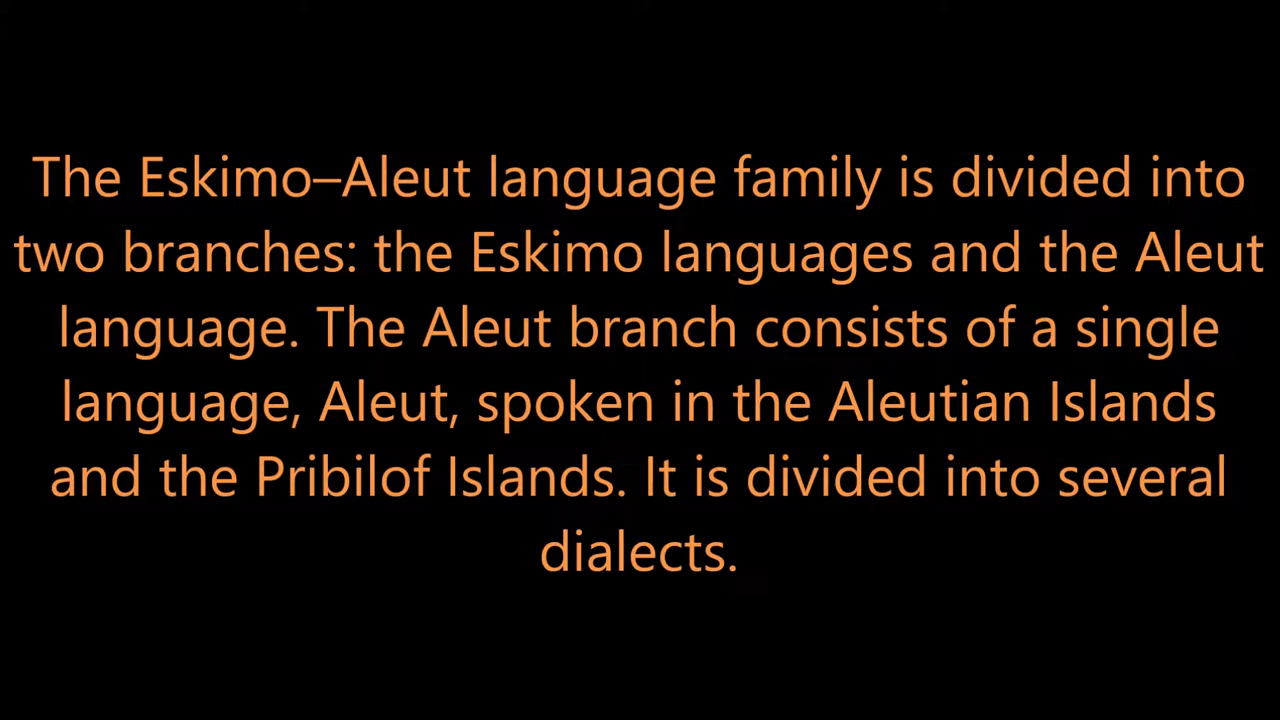 The Eskimo–Aleut language family is divided into
two branches: the Eskimo languages and the Aleut
language. The Aleut branch consists of a single
language, Aleut, spoken in the Aleutian Islands
and the Pribilof Islands. It is divided into several
dialects.